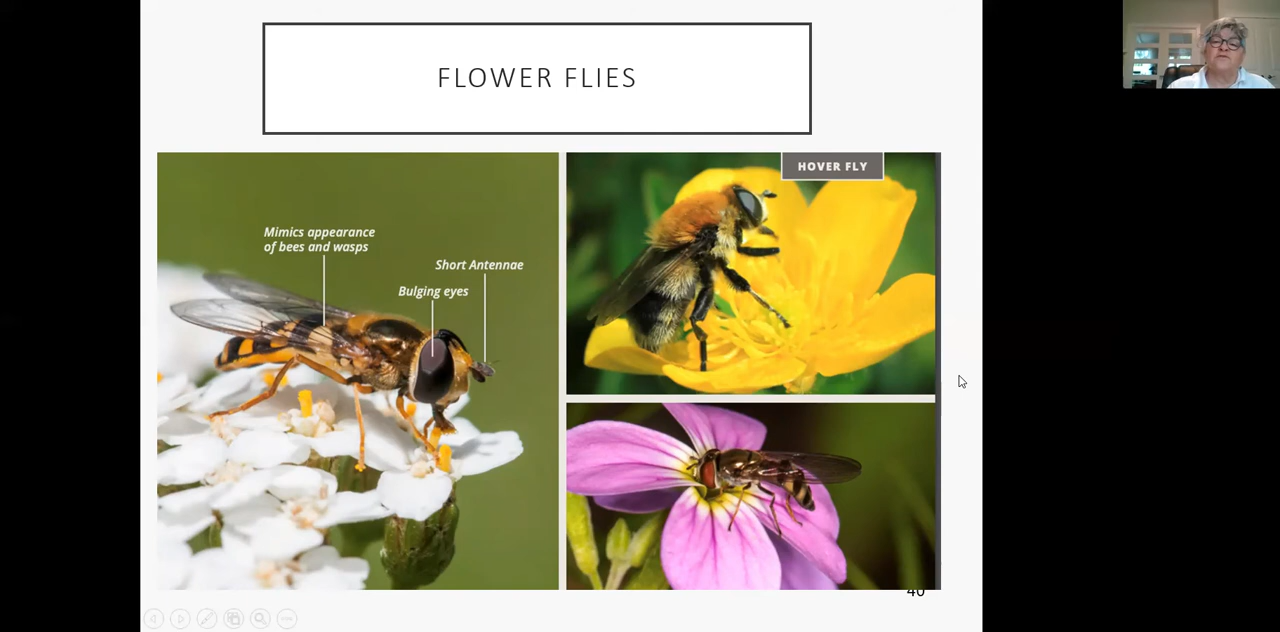 FLOWER FLIES
Mimics appearance
of bees and wasps
Short Antennae
Bulging eyes
HOVER FLY
40